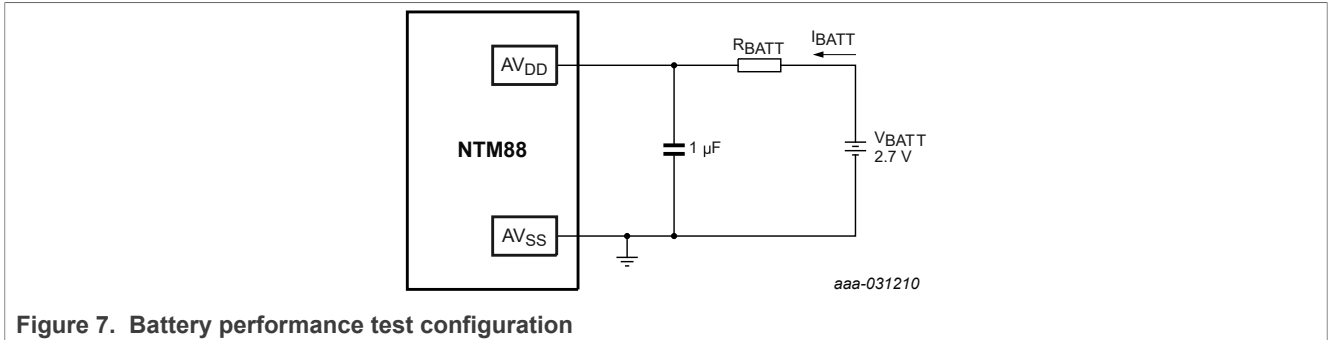 AVDD
RBATT
IBATT
NTM88
1 µF
VBATT
2.7 V
AVSS
aaa-031210
Figure 7. Battery performance test configuration